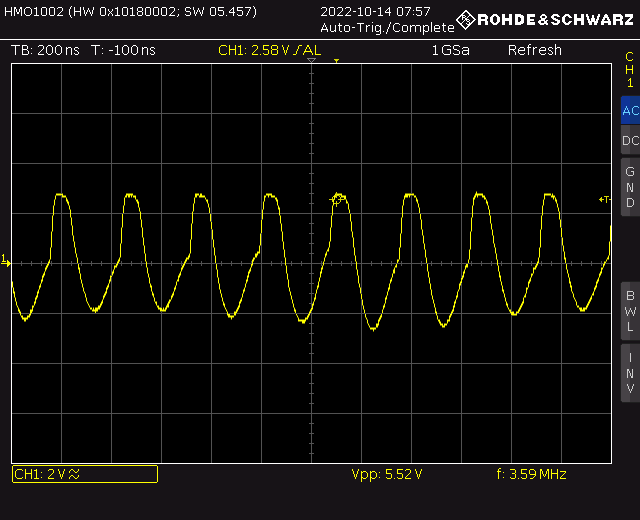 HMO1002 (HW 0x10180002; SW 05.457)
2022-10-14 07:57
Auto-Trig./Complete
ROHDE&SCHWARZ
TB: 200 ns T: -100 ns CH1: 2.58 V AL 1 GSa Refresh
CH1
AC
DC
GND
BWL
INV
T
1
CH1: 2 V
Vpp: 5.52 V
f: 3.59 MHz